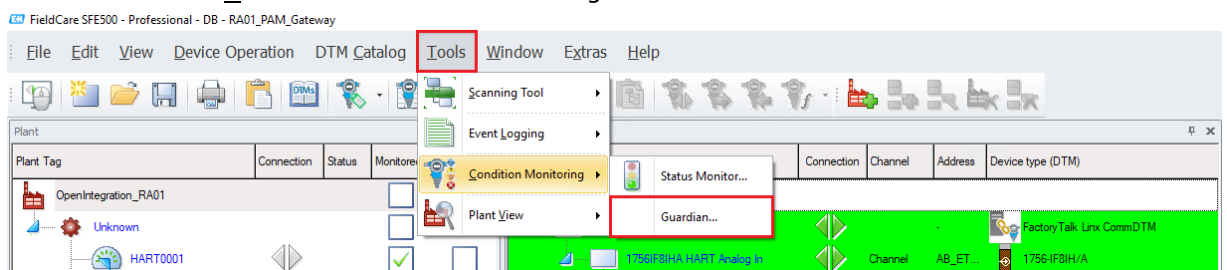 FieldCare SFE500 - Professional - DB - RA01_PAM_Gateway
File Edit View Device Operation DTM Catalog Tools Window Extras Help
DTMs
Scanning Tool
Event Logging
Condition Monitoring
Plant View
Status Monitor...
Guardian...
Plant
Plant Tag Connection Status Monitore Connection Channel Address Device type (DTM)
OpenIntegration_RA01
Unknown - FactoryTalk Linx CommDTM
HART0001 1756IF8IHA HART Analog In Channel AB_ET... 1756-IF8IH/A